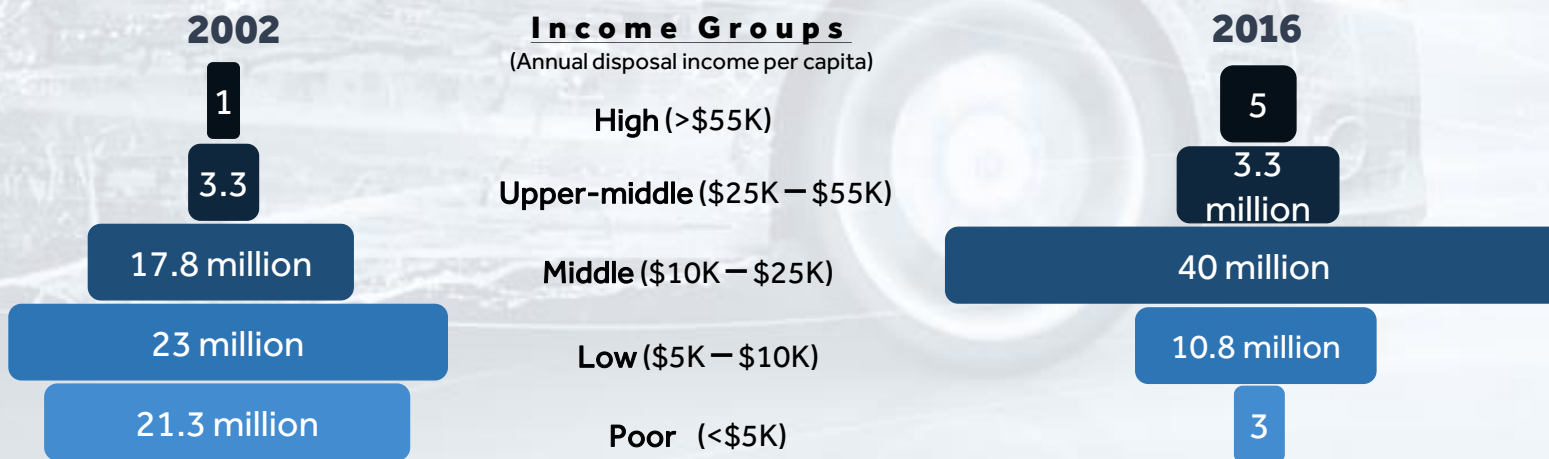 2002
Income Groups
2016
(Annual disposal income per capita)
1
High (>$55K)
5
3.3
Upper-middle ($25K — $55K)
3.3
million
17.8 million
Middle ($10K — $25K)
40 million
23 million
Low ($5K — $10K)
10.8 million
21.3 million
Poor (<$5K)
3